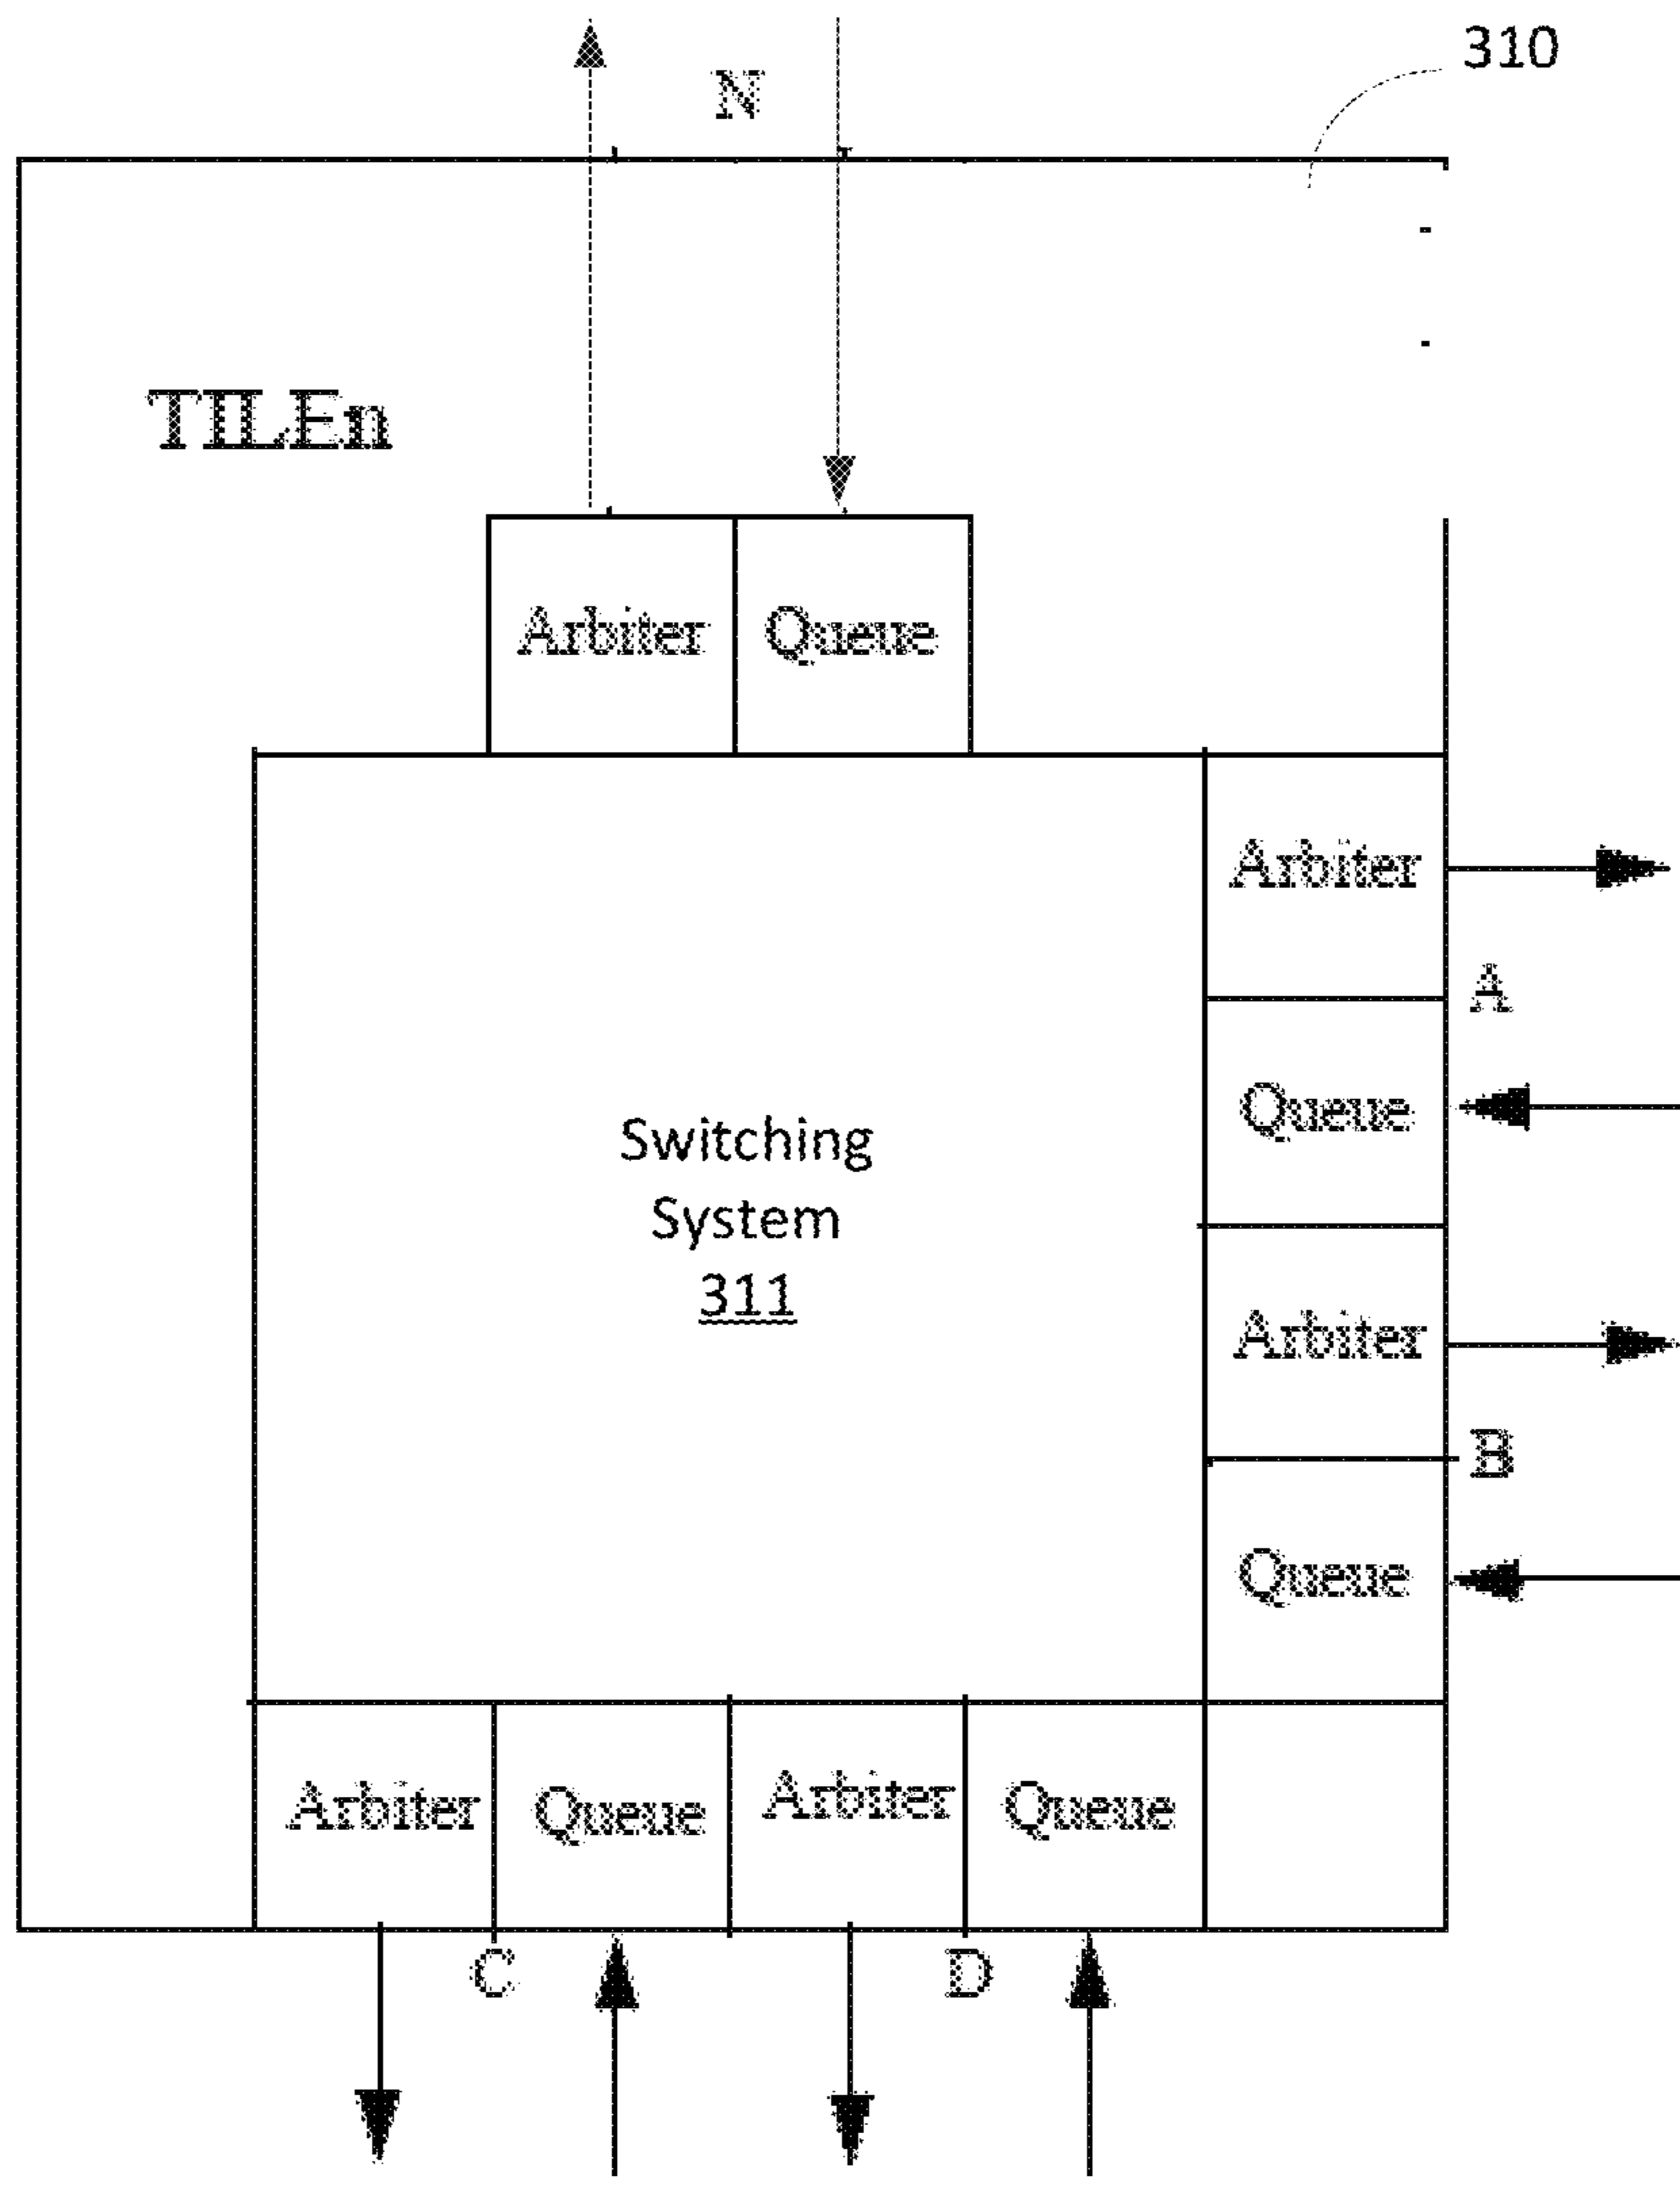 310
N
TILEn
Arbiter Queue
Arbiter
A
Queue
Switching
System
311
Arbiter
B
Queue
Arbiter Queue Arbiter Queue
C D